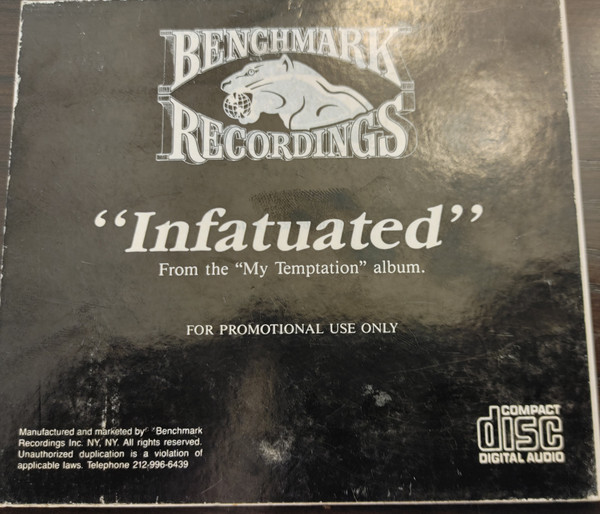 BENCHMARK
RECORDINGS
“Infatuated”
From the “My Temptation” album.
FOR PROMOTIONAL USE ONLY
Manufactured and marketed by Benchmark
Recordings Inc. NY, NY. All rights reserved.
Unauthorized duplication is a violation of
applicable laws. Telephone 212-996-6439
COMPACT
disc
DIGITAL AUDIO